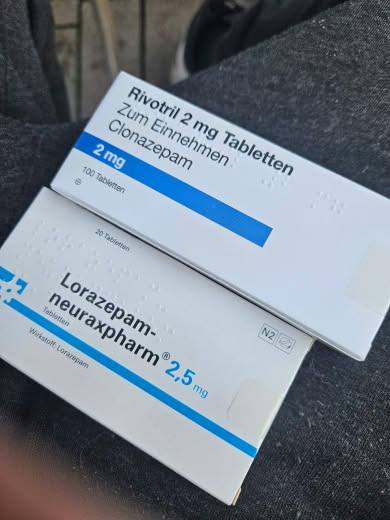 Rivotril 2 mg Tabletten
Zum Einnehmen
Clonazepam
2 mg
100 Tabletten
20 Tabletten
Lorazepam-
neuraxpharm® 2,5 mg
Tabletten
Wirkstoff: Lorazepam
N2